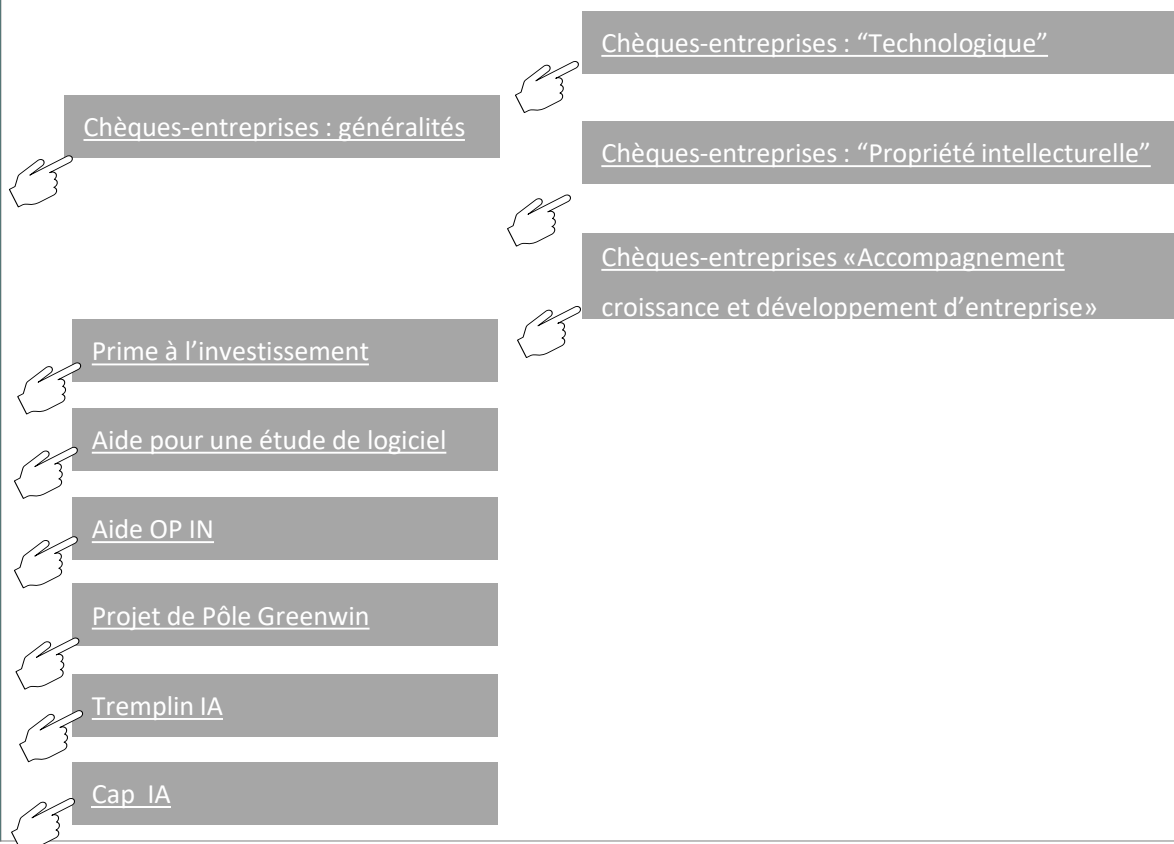 Chèques-entreprises : généralités
Prime à l’investissement
Aide pour une étude de logiciel
Aide OP IN
Projet de Pôle Greenwin
Tremplin IA
Cap IA
Chèques-entreprises : “Technologique”
Chèques-entreprises : “Propriété intellecturelle”
Chèques-entreprises «Accompagnement
croissance et développement d’entreprise»